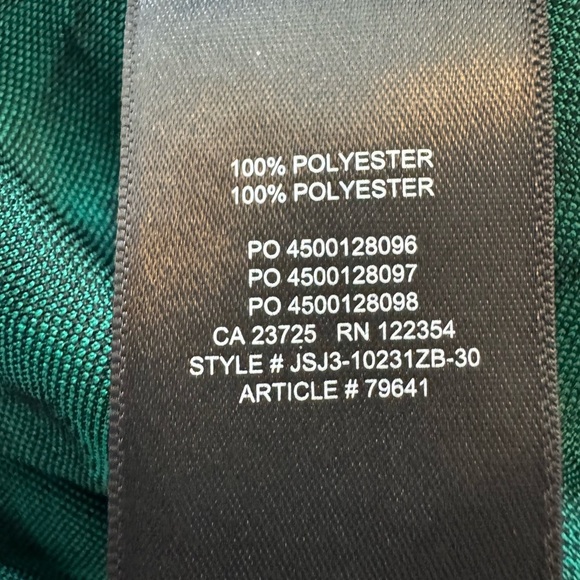 100% POLYESTER
100% POLYESTER
PO 4500128096
PO 4500128097
PO 4500128098
CA 23725 RN 122354
STYLE # JSJ3-10231ZB-30
ARTICLE # 79641